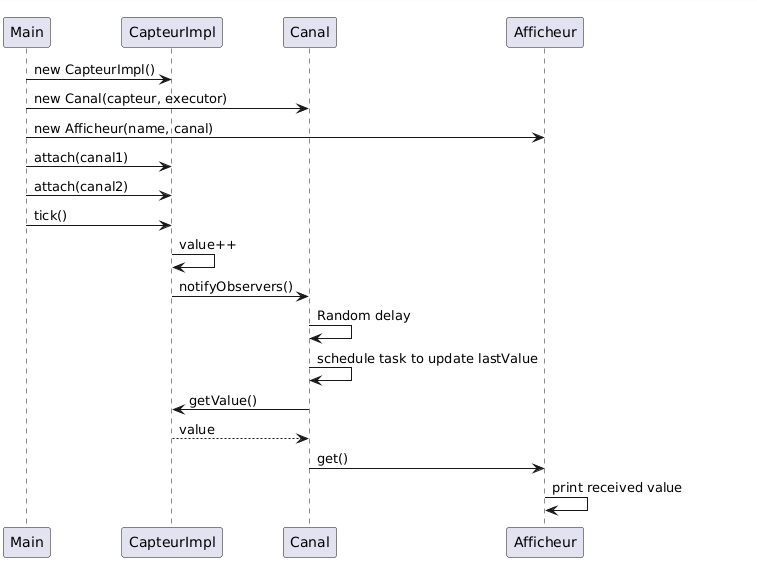 Main CapteurImpl Canal Afficheur
new CapteurImpl()
new Canal(capteur, executor)
new Afficheur(name, canal)
attach(canal1)
attach(canal2)
tick()
value++
notifyObservers()
Random delay
schedule task to update lastValue
getValue()
value
get()
print received value
Main CapteurImpl Canal Afficheur